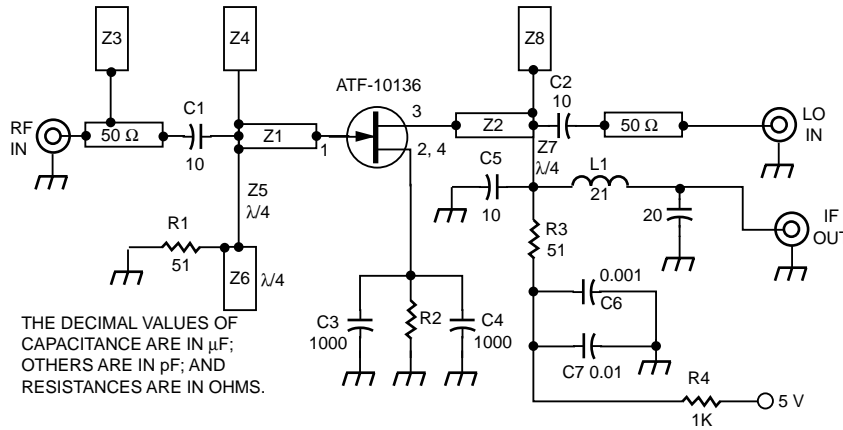 Z3
Z4
Z8
ATF-10136
RF
IN
50 Ω
C1
10
Z1
1
3
2, 4
Z2
C2
10
50 Ω
LO
IN
Z7
λ/4
C5
10
L1
21
20
IF
OUT
Z5
λ/4
R1
51
Z6
λ/4
R3
51
C3
1000
R2
C4
1000
0.001
C6
C7 0.01
R4
1K
5 V
THE DECIMAL VALUES OF
CAPACITANCE ARE IN µF;
OTHERS ARE IN pF; AND
RESISTANCES ARE IN OHMS.